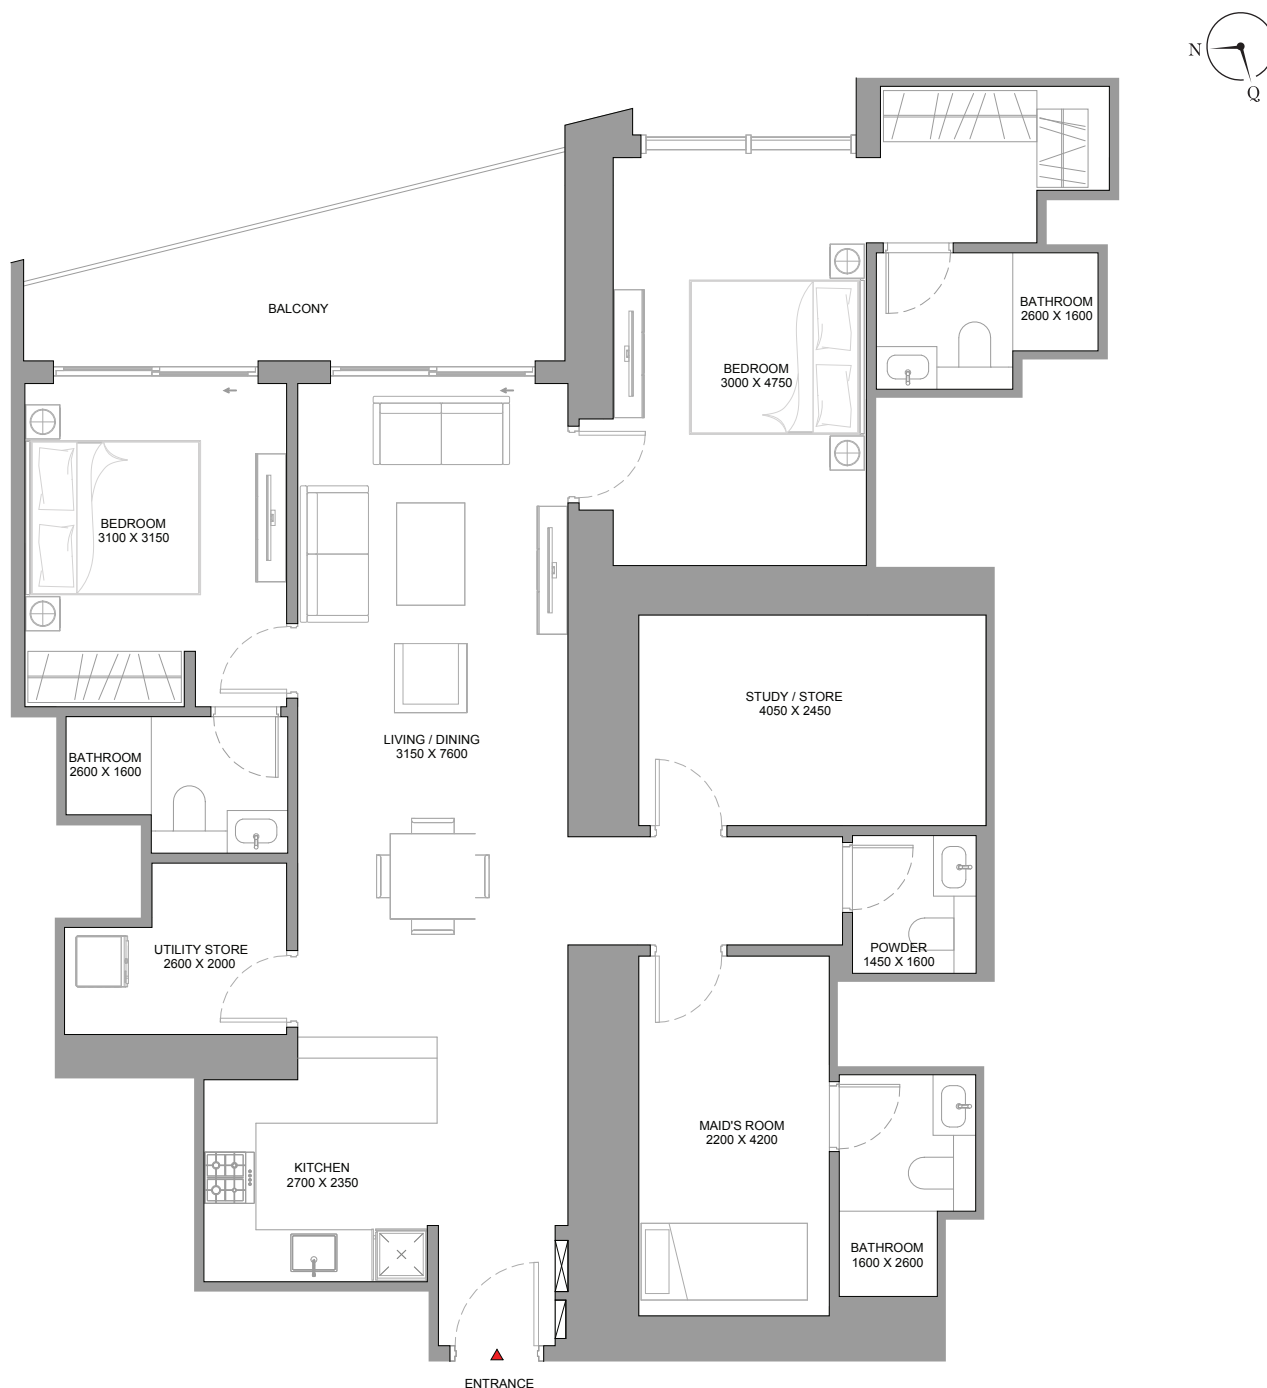 N
Q
BALCONY
BATHROOM
2600 X 1600
BEDROOM
3000 X 4750
BEDROOM
3100 X 3150
STUDY / STORE
4050 X 2450
LIVING / DINING
3150 X 7600
BATHROOM
2600 X 1600
UTILITY STORE
2600 X 2000
POWDER
1450 X 1600
MAID'S ROOM
2200 X 4200
KITCHEN
2700 X 2350
BATHROOM
1600 X 2600
ENTRANCE